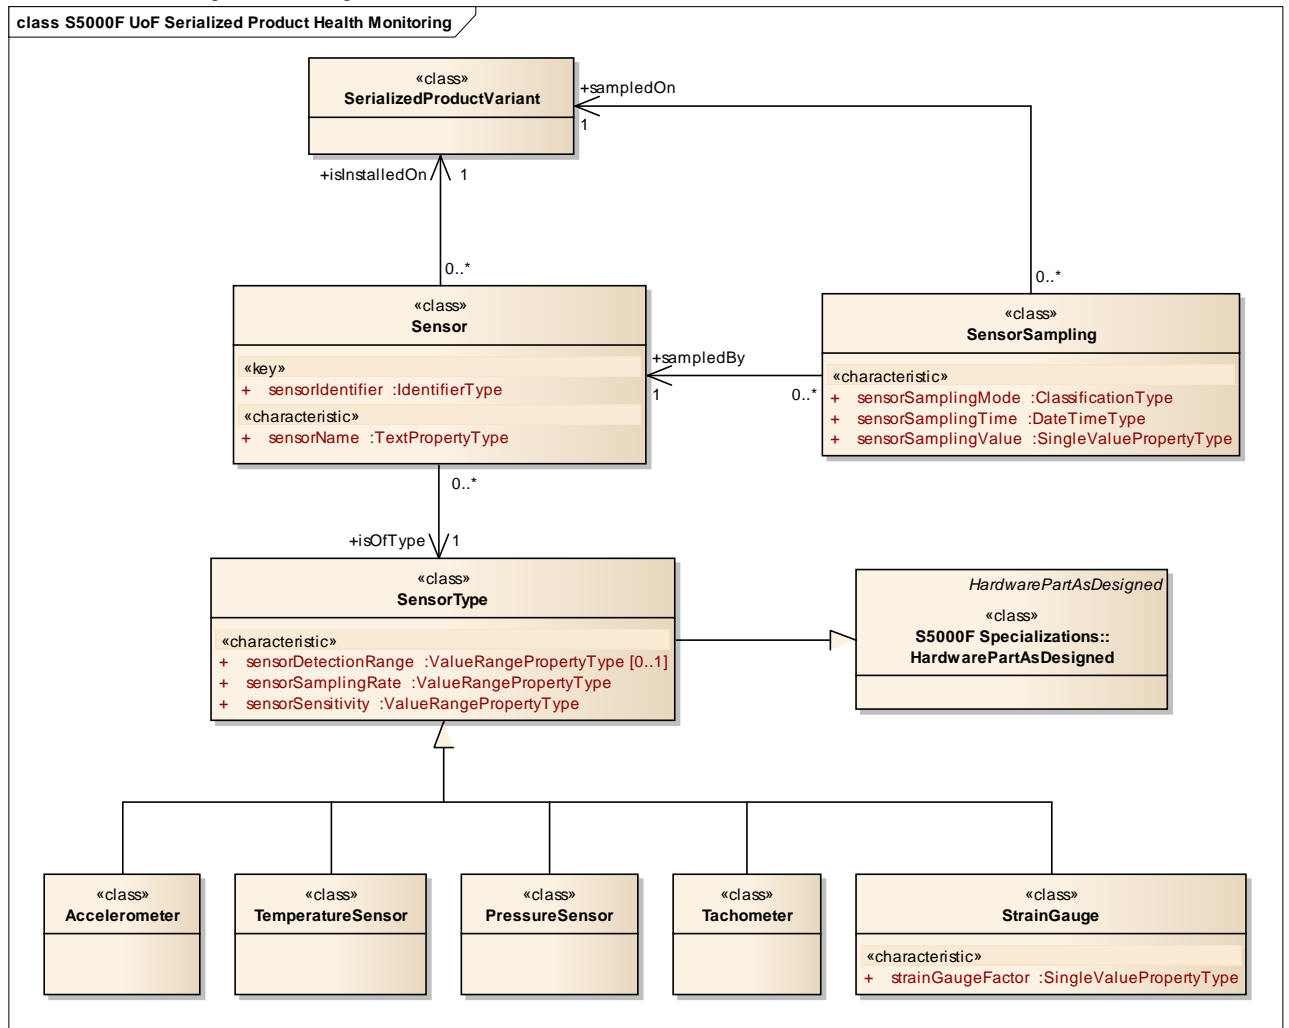 class S5000F UoF Serialized Product Health Monitoring
«class»
SerializedProductVariant
+sampledOn
1
+isInstalledOn
1
0..*
0..*
«class»
Sensor
«key»
+ sensorIdentifier :IdentifierType
«characteristic»
+ sensorName :TextPropertyType
+sampledBy
1
0..*
«class»
SensorSampling
«characteristic»
+ sensorSamplingMode :ClassificationType
+ sensorSamplingTime :DateTimeType
+ sensorSamplingValue :SingleValuePropertyType
0..*
+isOfType
1
«class»
SensorType
«characteristic»
+ sensorDetectionRange :ValueRangePropertyType [0..1]
+ sensorSamplingRate :ValueRangePropertyType
+ sensorSensitivity :ValueRangePropertyType
HardwarePartAsDesigned
«class»
S5000F Specializations::
HardwarePartAsDesigned
«class»
Accelerometer
«class»
TemperatureSensor
«class»
PressureSensor
«class»
Tachometer
«class»
StrainGauge
«characteristic»
+ strainGaugeFactor :SingleValuePropertyType